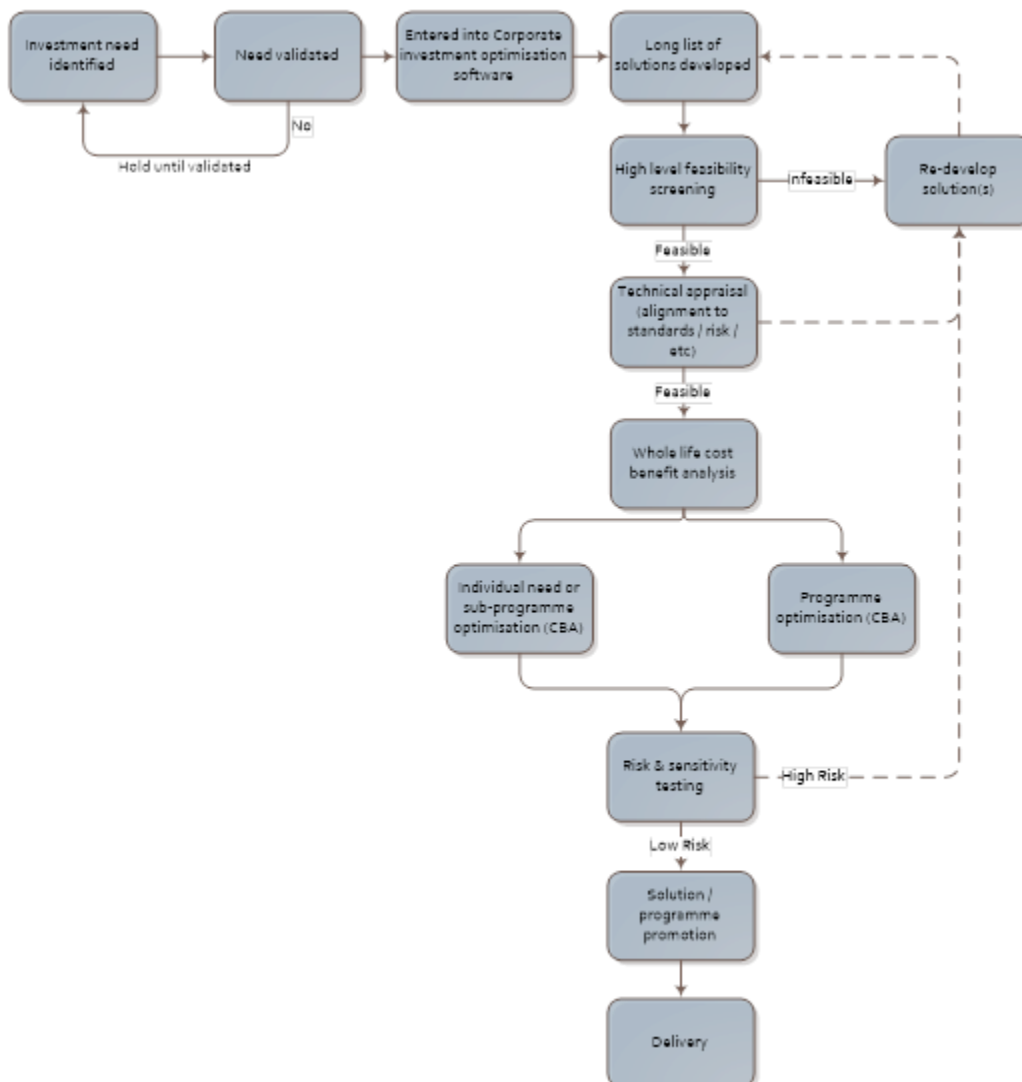 Investment need
identified
Need validated
Entered into Corporate
investment optimisation
software
Long list of
solutions developed
No
Hold until validated
High level feasibility
screening
Infeasible
Re-develop
solution(s)
Feasible
Technical appraisal
(alignment to
standards / risk /
etc)
Feasible
Whole life cost
benefit analysis
Individual need or
sub-programme
optimisation (CBA)
Programme
optimisation (CBA)
Risk & sensitivity
testing
High Risk
Low Risk
Solution /
programme
promotion
Delivery